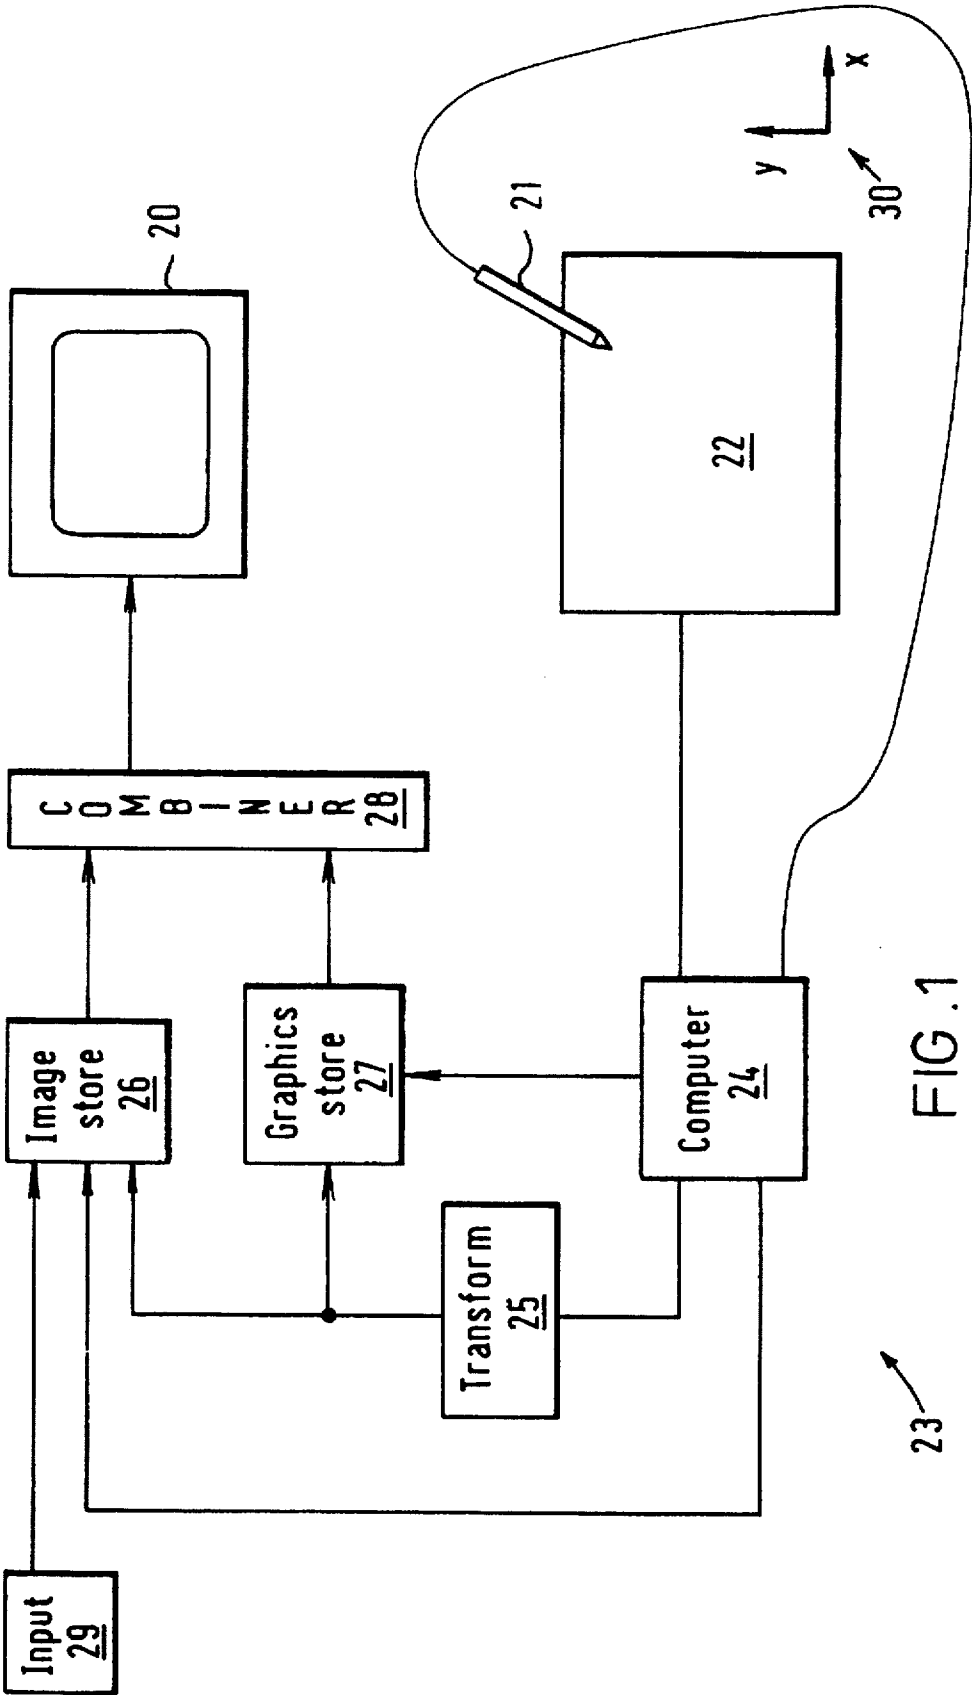 Input
29
Image
store
26
COMBINER
28
20
Graphics
store
27
Transform
25
21
Computer
24
22
y
x
30
23
FIG.1